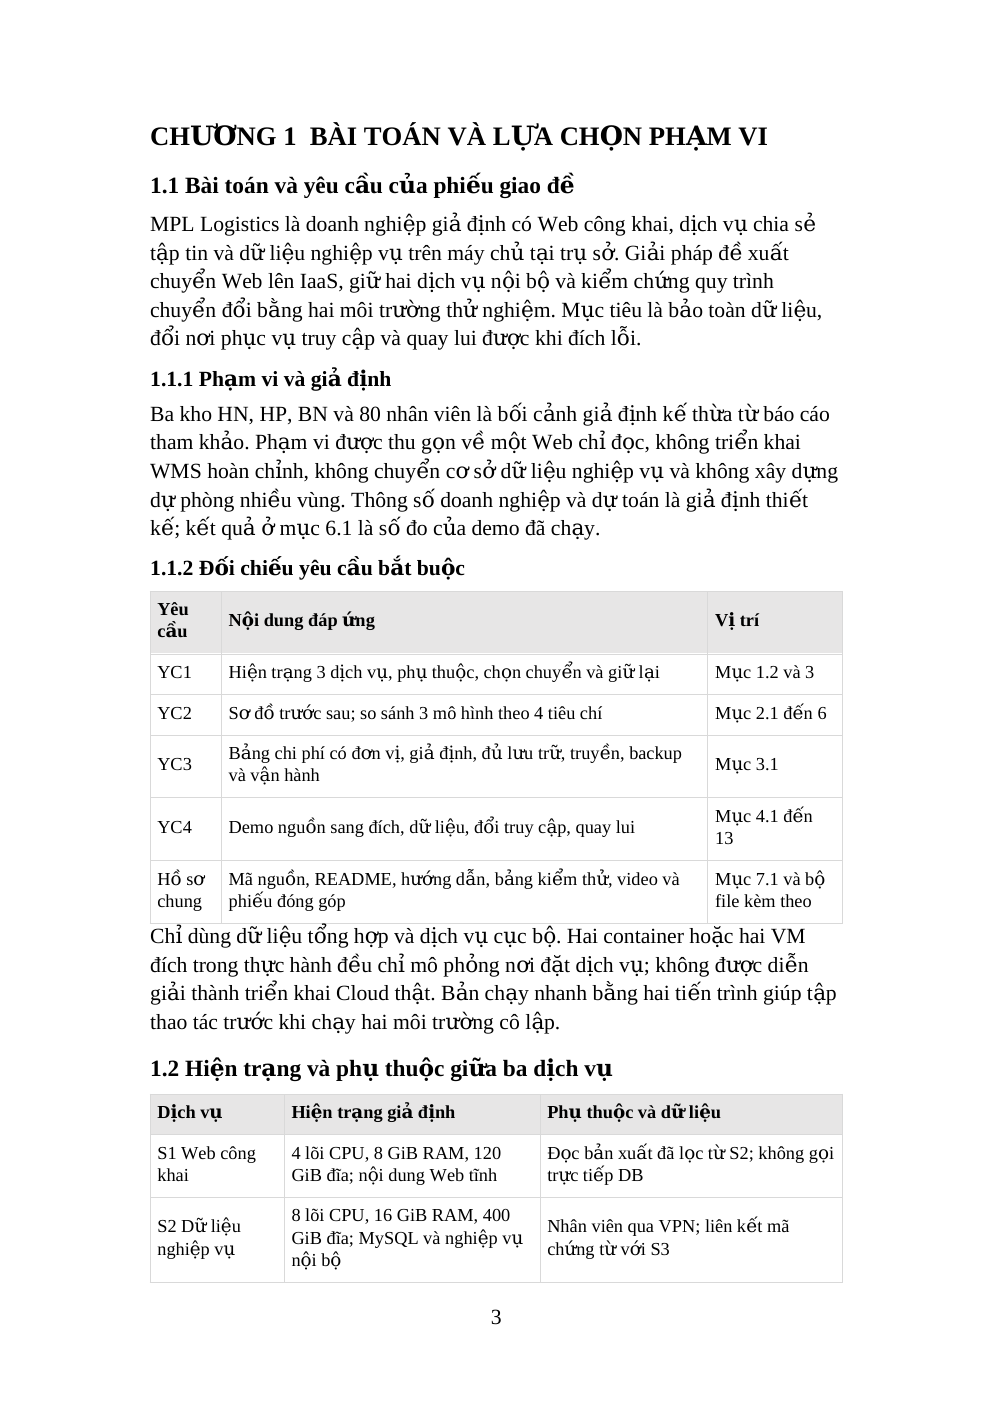 CHƯƠNG 1  BÀI TOÁN VÀ LỰA CHỌN PHẠM VI
1.1 Bài toán và yêu cầu của phiếu giao đề
MPL Logistics là doanh nghiệp giả định có Web công khai, dịch vụ chia sẻ
tập tin và dữ liệu nghiệp vụ trên máy chủ tại trụ sở. Giải pháp đề xuất
chuyển Web lên IaaS, giữ hai dịch vụ nội bộ và kiểm chứng quy trình
chuyển đổi bằng hai môi trường thử nghiệm. Mục tiêu là bảo toàn dữ liệu,
đổi nơi phục vụ truy cập và quay lui được khi đích lỗi.
1.1.1 Phạm vi và giả định
Ba kho HN, HP, BN và 80 nhân viên là bối cảnh giả định kế thừa từ báo cáo
tham khảo. Phạm vi được thu gọn về một Web chỉ đọc, không triển khai
WMS hoàn chỉnh, không chuyển cơ sở dữ liệu nghiệp vụ và không xây dựng
dự phòng nhiều vùng. Thông số doanh nghiệp và dự toán là giả định thiết
kế; kết quả ở mục 6.1 là số đo của demo đã chạy.
1.1.2 Đối chiếu yêu cầu bắt buộc
Yêu
cầu
Nội dung đáp ứng
Vị trí
YC1
Hiện trạng 3 dịch vụ, phụ thuộc, chọn chuyển và giữ lại
Mục 1.2 và 3
YC2
Sơ đồ trước sau; so sánh 3 mô hình theo 4 tiêu chí
Mục 2.1 đến 6
YC3
Bảng chi phí có đơn vị, giả định, đủ lưu trữ, truyền, backup
và vận hành
Mục 3.1
YC4
Demo nguồn sang đích, dữ liệu, đổi truy cập, quay lui
Mục 4.1 đến
13
Hồ sơ
chung
Mã nguồn, README, hướng dẫn, bảng kiểm thử, video và
phiếu đóng góp
Mục 7.1 và bộ
file kèm theo
Chỉ dùng dữ liệu tổng hợp và dịch vụ cục bộ. Hai container hoặc hai VM
đích trong thực hành đều chỉ mô phỏng nơi đặt dịch vụ; không được diễn
giải thành triển khai Cloud thật. Bản chạy nhanh bằng hai tiến trình giúp tập
thao tác trước khi chạy hai môi trường cô lập.
1.2 Hiện trạng và phụ thuộc giữa ba dịch vụ
Dịch vụ
Hiện trạng giả định
Phụ thuộc và dữ liệu
S1 Web công
khai
4 lõi CPU, 8 GiB RAM, 120
GiB đĩa; nội dung Web tĩnh
Đọc bản xuất đã lọc từ S2; không gọi
trực tiếp DB
S2 Dữ liệu
nghiệp vụ
8 lõi CPU, 16 GiB RAM, 400
GiB đĩa; MySQL và nghiệp vụ
nội bộ
Nhân viên qua VPN; liên kết mã
chứng từ với S3
3